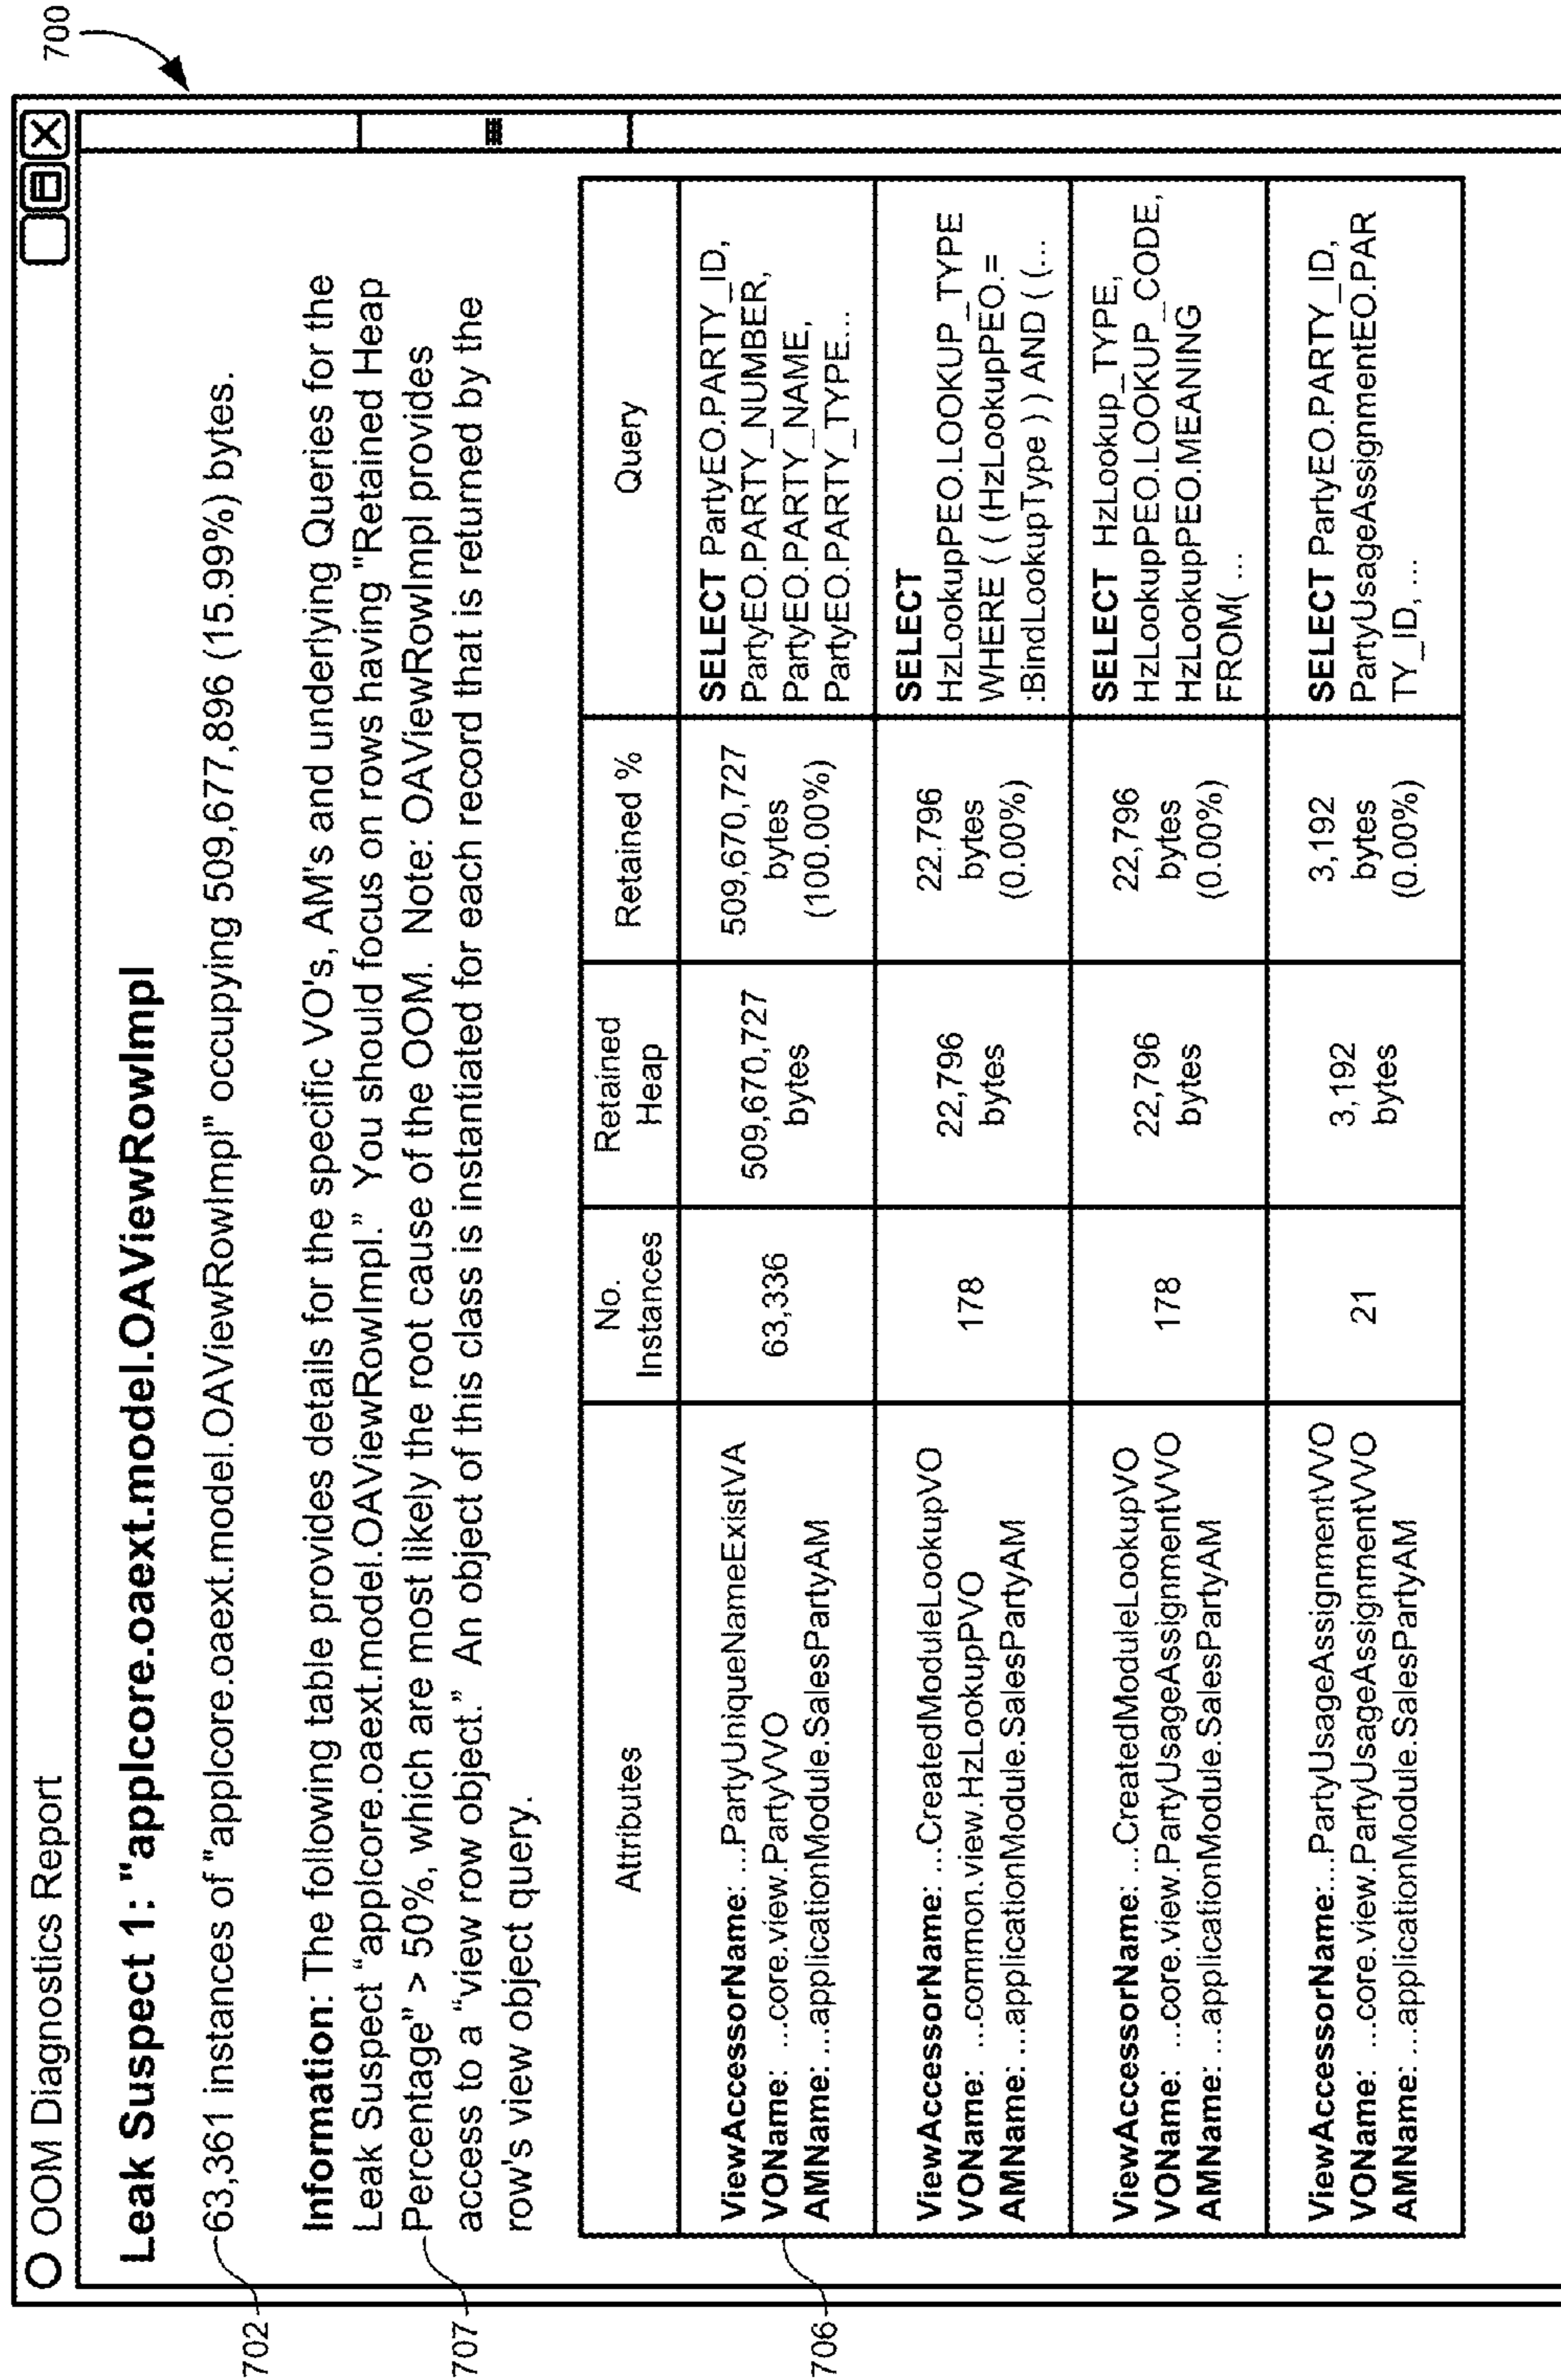 700
OOM Diagnostics Report
Leak Suspect 1: "applcore.oaext.model.OAViewRowImpl
702
63,361 instances of "applcore.oaext.model.OAViewRowImpl" occupying 509,677,896 (15.99%) bytes.
Information: The following table provides details for the specific VO's, AM's and underlying Queries for the
Leak Suspect "applcore.oaext.model.OAViewRowImpl." You should focus on rows having "Retained Heap
707
Percentage" > 50%, which are most likely the root cause of the OOM. Note: OAViewRowImpl provides
access to a "view row object." An object of this class is instantiated for each record that is returned by the
row's view object query.
Attributes
No.
Instances
Retained
Heap
Retained %
Query
706
ViewAccessorName: ...PartyUniqueNameExistVA
VOName: ...core.view.PartyVVO
AMName: ...applicationModule.SalesPartyAM
63,336
509,670,727
bytes
509,670,727
bytes
(100.00%)
SELECT PartyEO.PARTY_ID,
PartyEO.PARTY_NUMBER,
PartyEO.PARTY_NAME,
PartyEO.PARTY_TYPE...
ViewAccessorName: ...CreatedModuleLookupVO
VOName: ...common.view.HzLookupPVO
AMName: ...applicationModule.SalesPartyAM
178
22,796
bytes
22.796
bytes
(0.00%)
SELECT
HzLookupPEO.LOOKUP_TYPE
WHERE ( ( (HzLookupPEO.=
:BindLookupType ) ) AND ( (...
ViewAccessorName: ...CreatedModuleLookupVO
VOName: ...core.view.PartyUsageAssignmentVVO
AMName: ...applicationModule.SalesPartyAM
178
22,796
bytes
22,796
bytes
(0.00%)
SELECT HzLookup_TYPE,
HzLookupPEO.LOOKUP_CODE,
HzLookupPEO.MEANING
FROM( ...
ViewAccessorName:...PartyUsageAssignmentVVO
VOName: ...core.view.PartyUsageAssignmentVVO
AMName: ...applicationModule.SalesPartyAM
21
3,192
bytes
3,192
bytes
(0.00%)
SELECT PartyEO.PARTY_ID,
PartyUsageAssignmentEO.PAR
TY_ID, ...